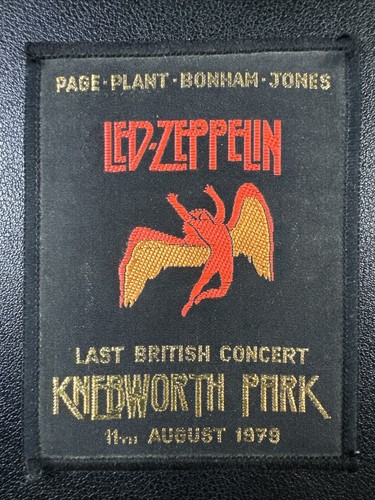 PAGE·PLANT·BONHAM·JONES
LED-ZEPPELIN
LAST BRITISH CONCERT
KNEBWORTH PARK
11TH AUGUST 1979